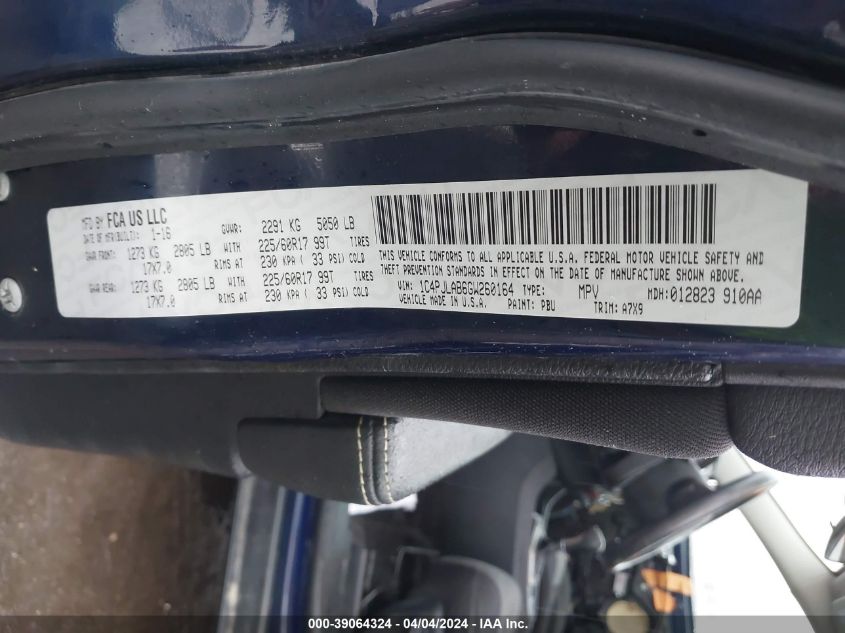 MFD BY FCA US LLC
DATE OF MFR(BUILT): 1-16 GVWR: 2291 KG 5050 LB
GAWR FRONT: 1273 KG 2805 LB WITH 225/60R17 99T TIRES
17X7.0 RIMS AT 230 KPA ( 33 PSI) COLD
GAWR REAR: 1273 KG 2805 LB WITH 225/60R17 99T TIRES
17X7.0 RIMS AT 230 KPA ( 33 PSI) COLD
THIS VEHICLE CONFORMS TO ALL APPLICABLE U.S.A. FEDERAL MOTOR VEHICLE SAFETY AND
THEFT PREVENTION STANDARDS IN EFFECT ON THE DATE OF MANUFACTURE SHOWN ABOVE.
VIN: 1C4PJLAB6GW260164 TYPE: MPV MDH:012823 910AA
VEHICLE MADE IN U.S.A. PAINT: PBU TRIM: A7X9
000-39064324 - 04/04/2024 - IAA Inc.